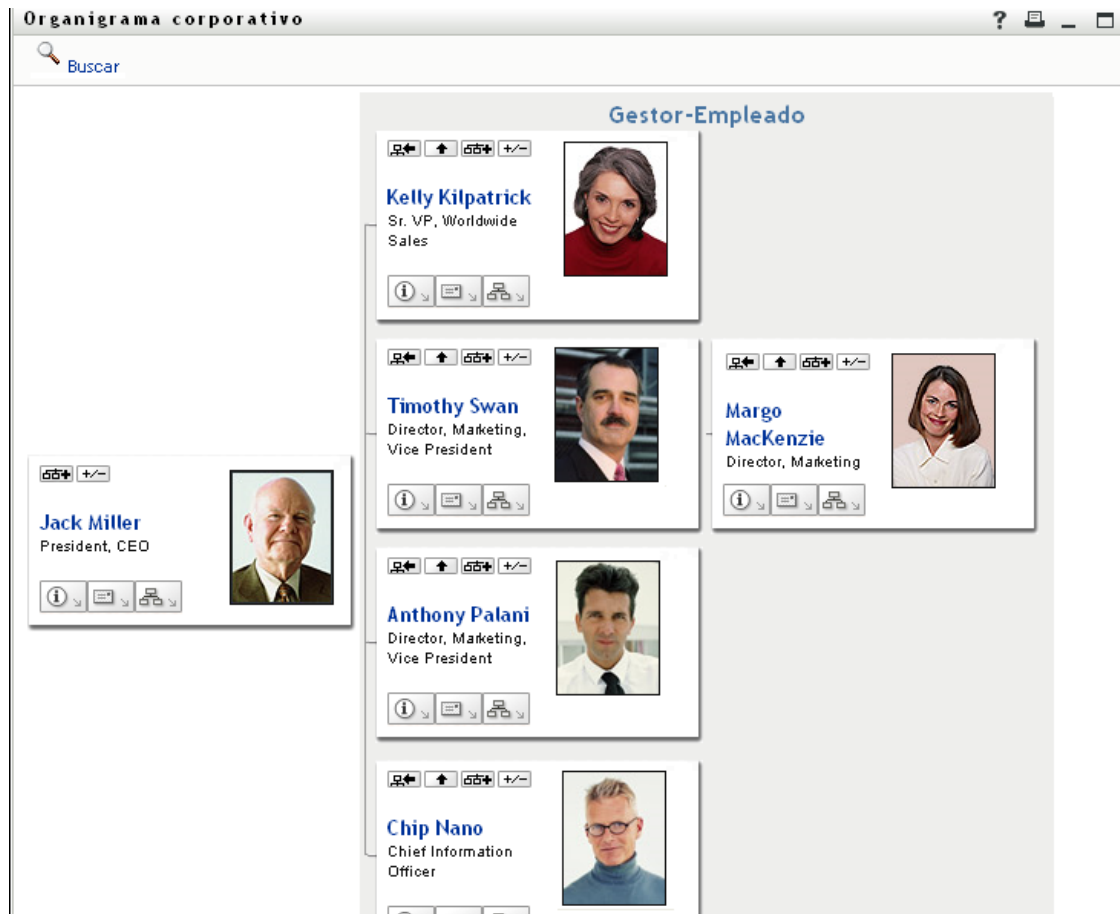 Organigrama corporativo
Buscar
Gestor-Empleado
Kelly Kilpatrick
Sr. VP, Worldwide
Sales
Timothy Swan
Director, Marketing,
Vice President
Margo
MacKenzie
Director, Marketing
Jack Miller
President, CEO
Anthony Palani
Director, Marketing,
Vice President
Chip Nano
Chief Information
Officer